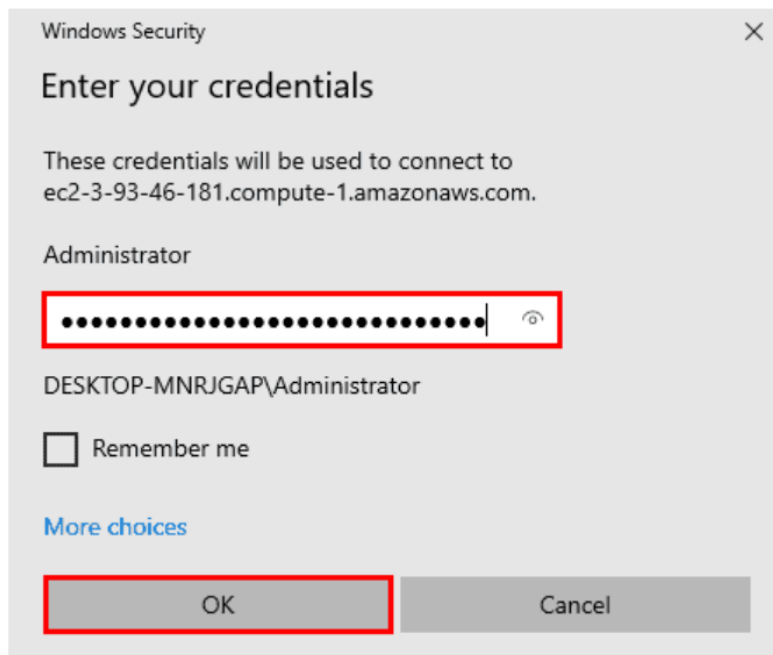 Windows Security
Enter your credentials
These credentials will be used to connect to
ec2-3-93-46-181.compute-1.amazonaws.com.
Administrator
DESKTOP-MNRJGAP\Administrator
Remember me
More choices
OK
Cancel